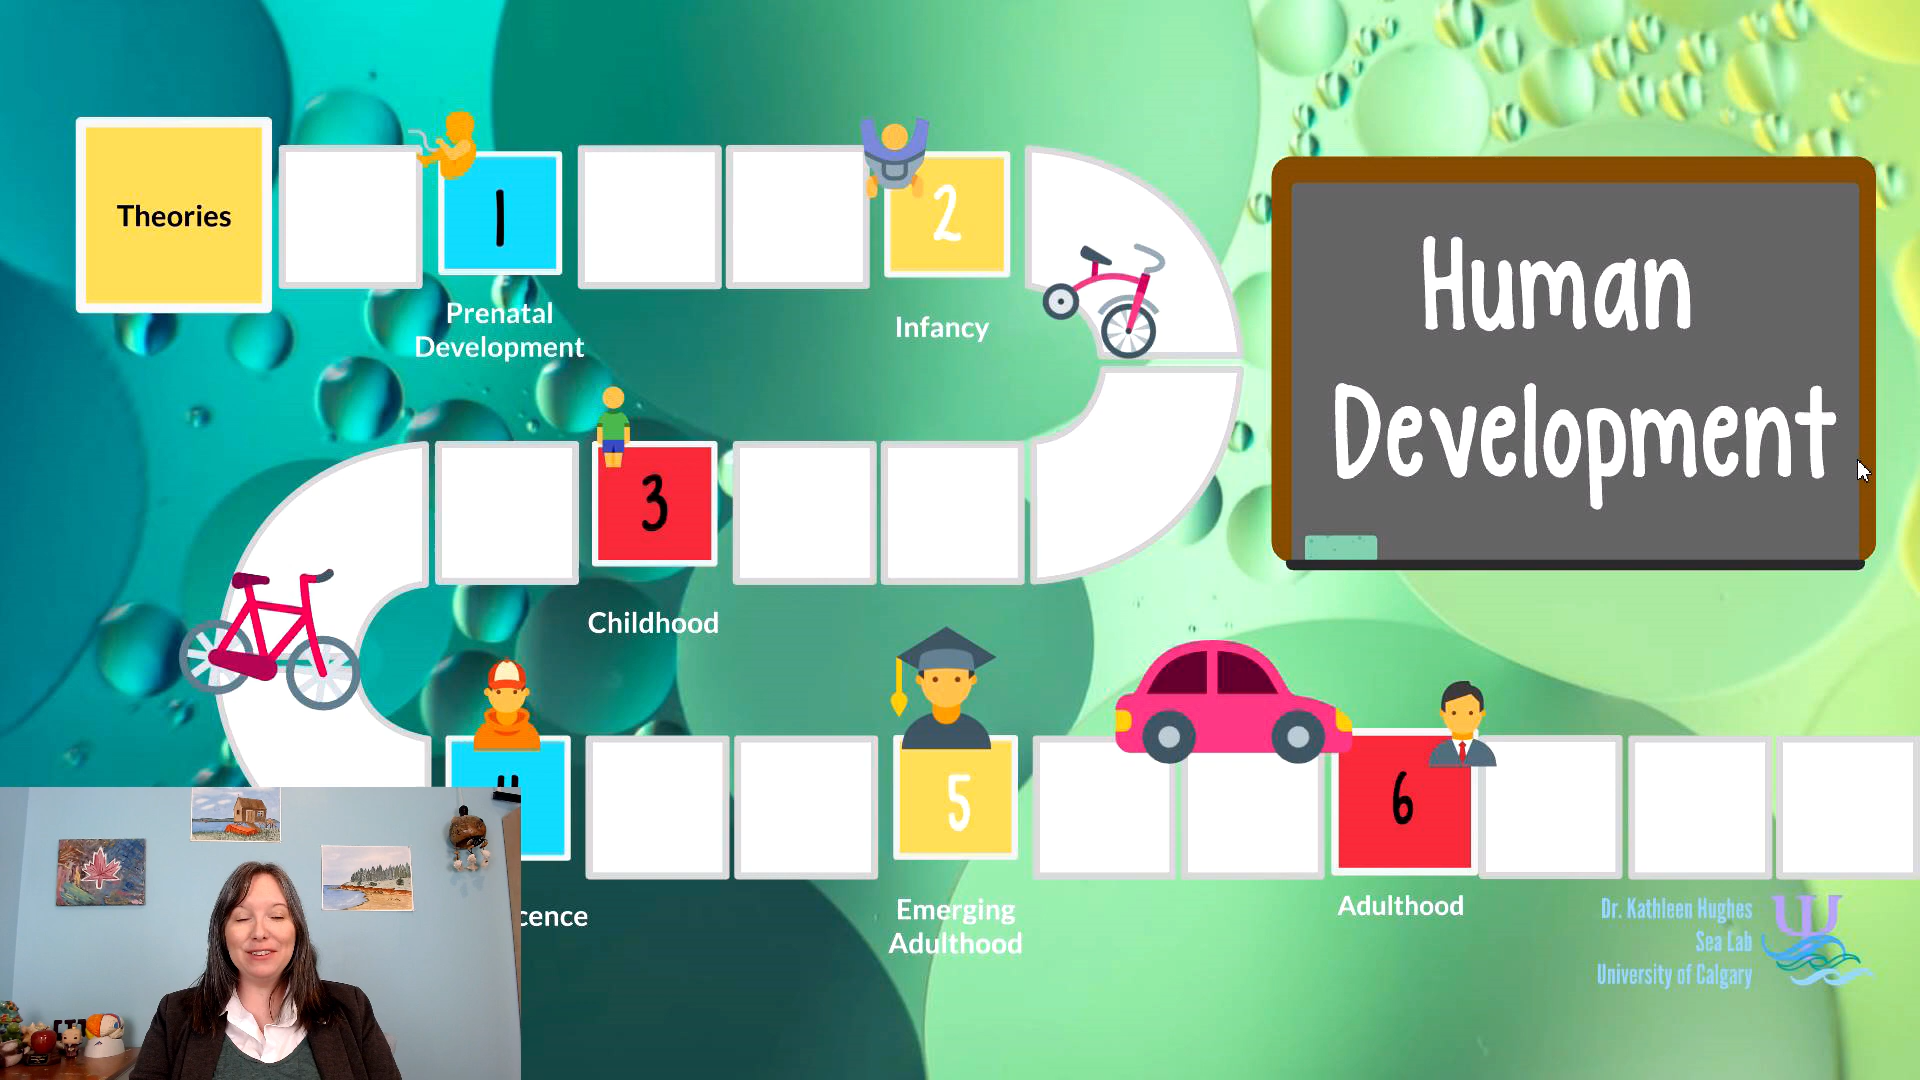 Theories
1
2
Prenatal
Development
Infancy
Human
Development
3
Childhood
5
6
cence
Emerging
Adulthood
Adulthood
Dr. Kathleen Hughes
Sea Lab
University of Calgary